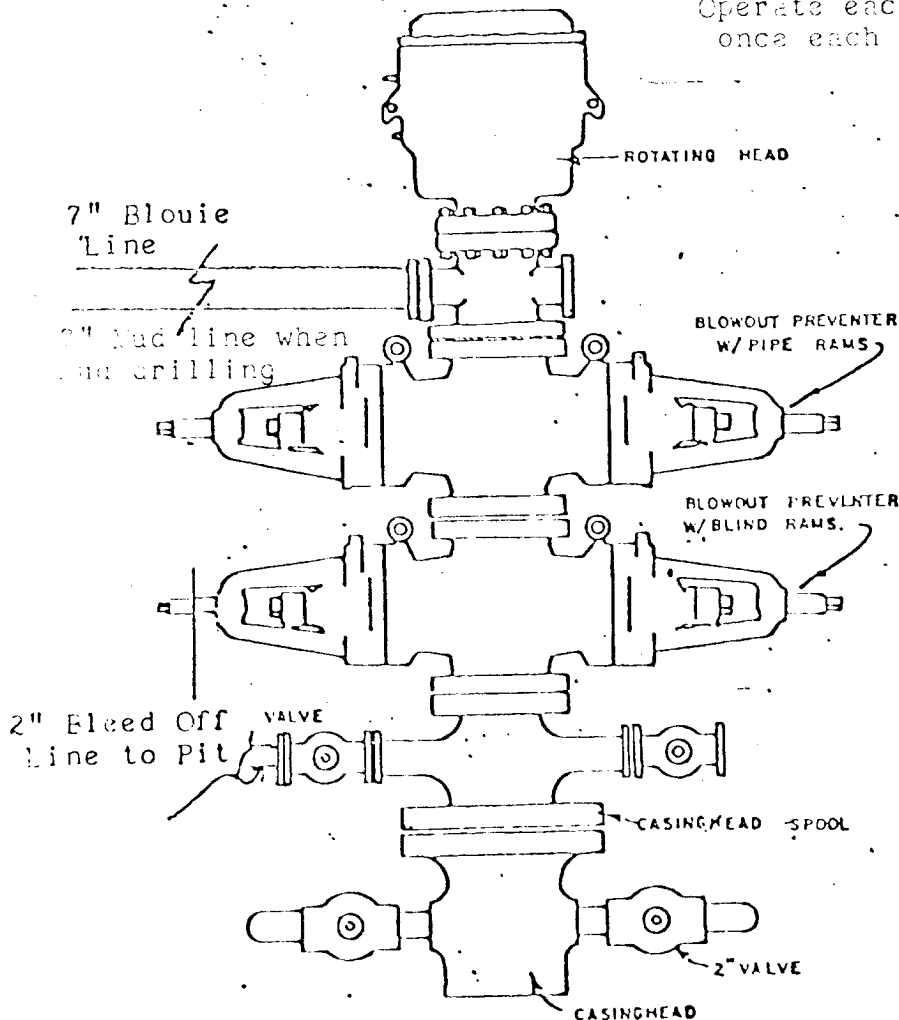 Operate eac
once each
ROTATING HEAD
7" Blouie
Line
Mud line when
drilling
BLOWOUT PREVENTER
W/ PIPE RAMS
BLOWOUT PREVENTER
W/ BLIND RAMS.
2" Bleed Off
Line to Pit
VALVE
CASINGHEAD SPOOL
2" VALVE
CASINGHEAD